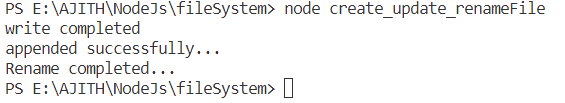 PS E:\AJITH\NodeJs\fileSystem> node create_update_renameFile
write completed
appended successfully...
Rename completed...
PS E:\AJITH\NodeJs\fileSystem>